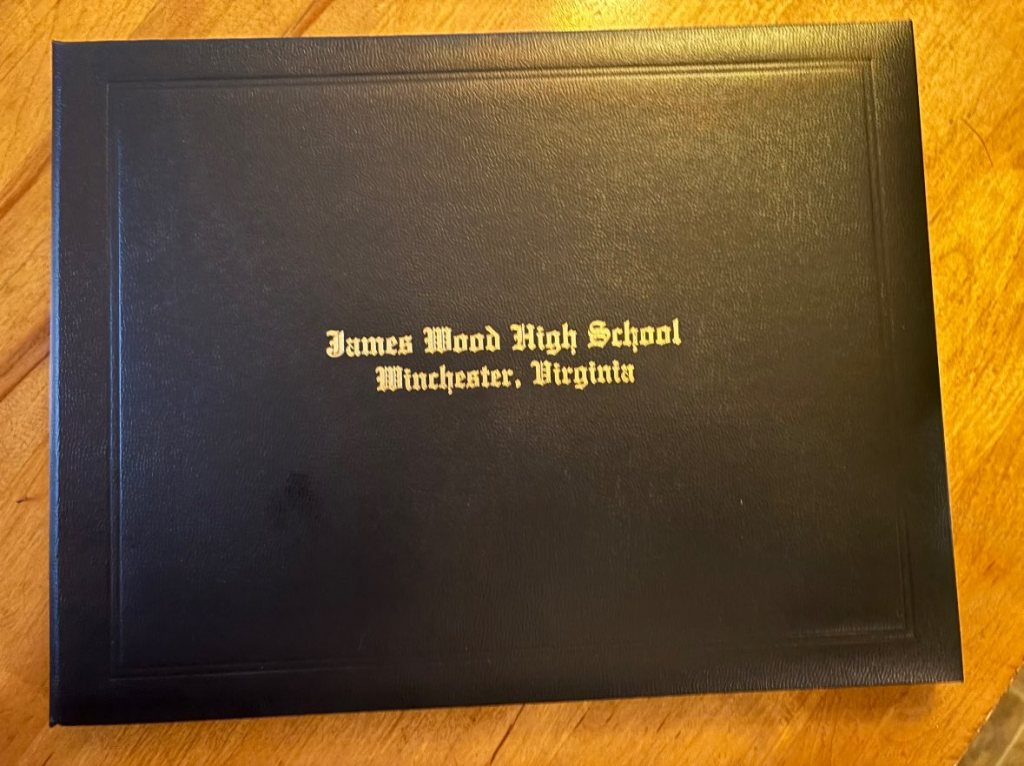 James Wood High School
Winchester, Virginia